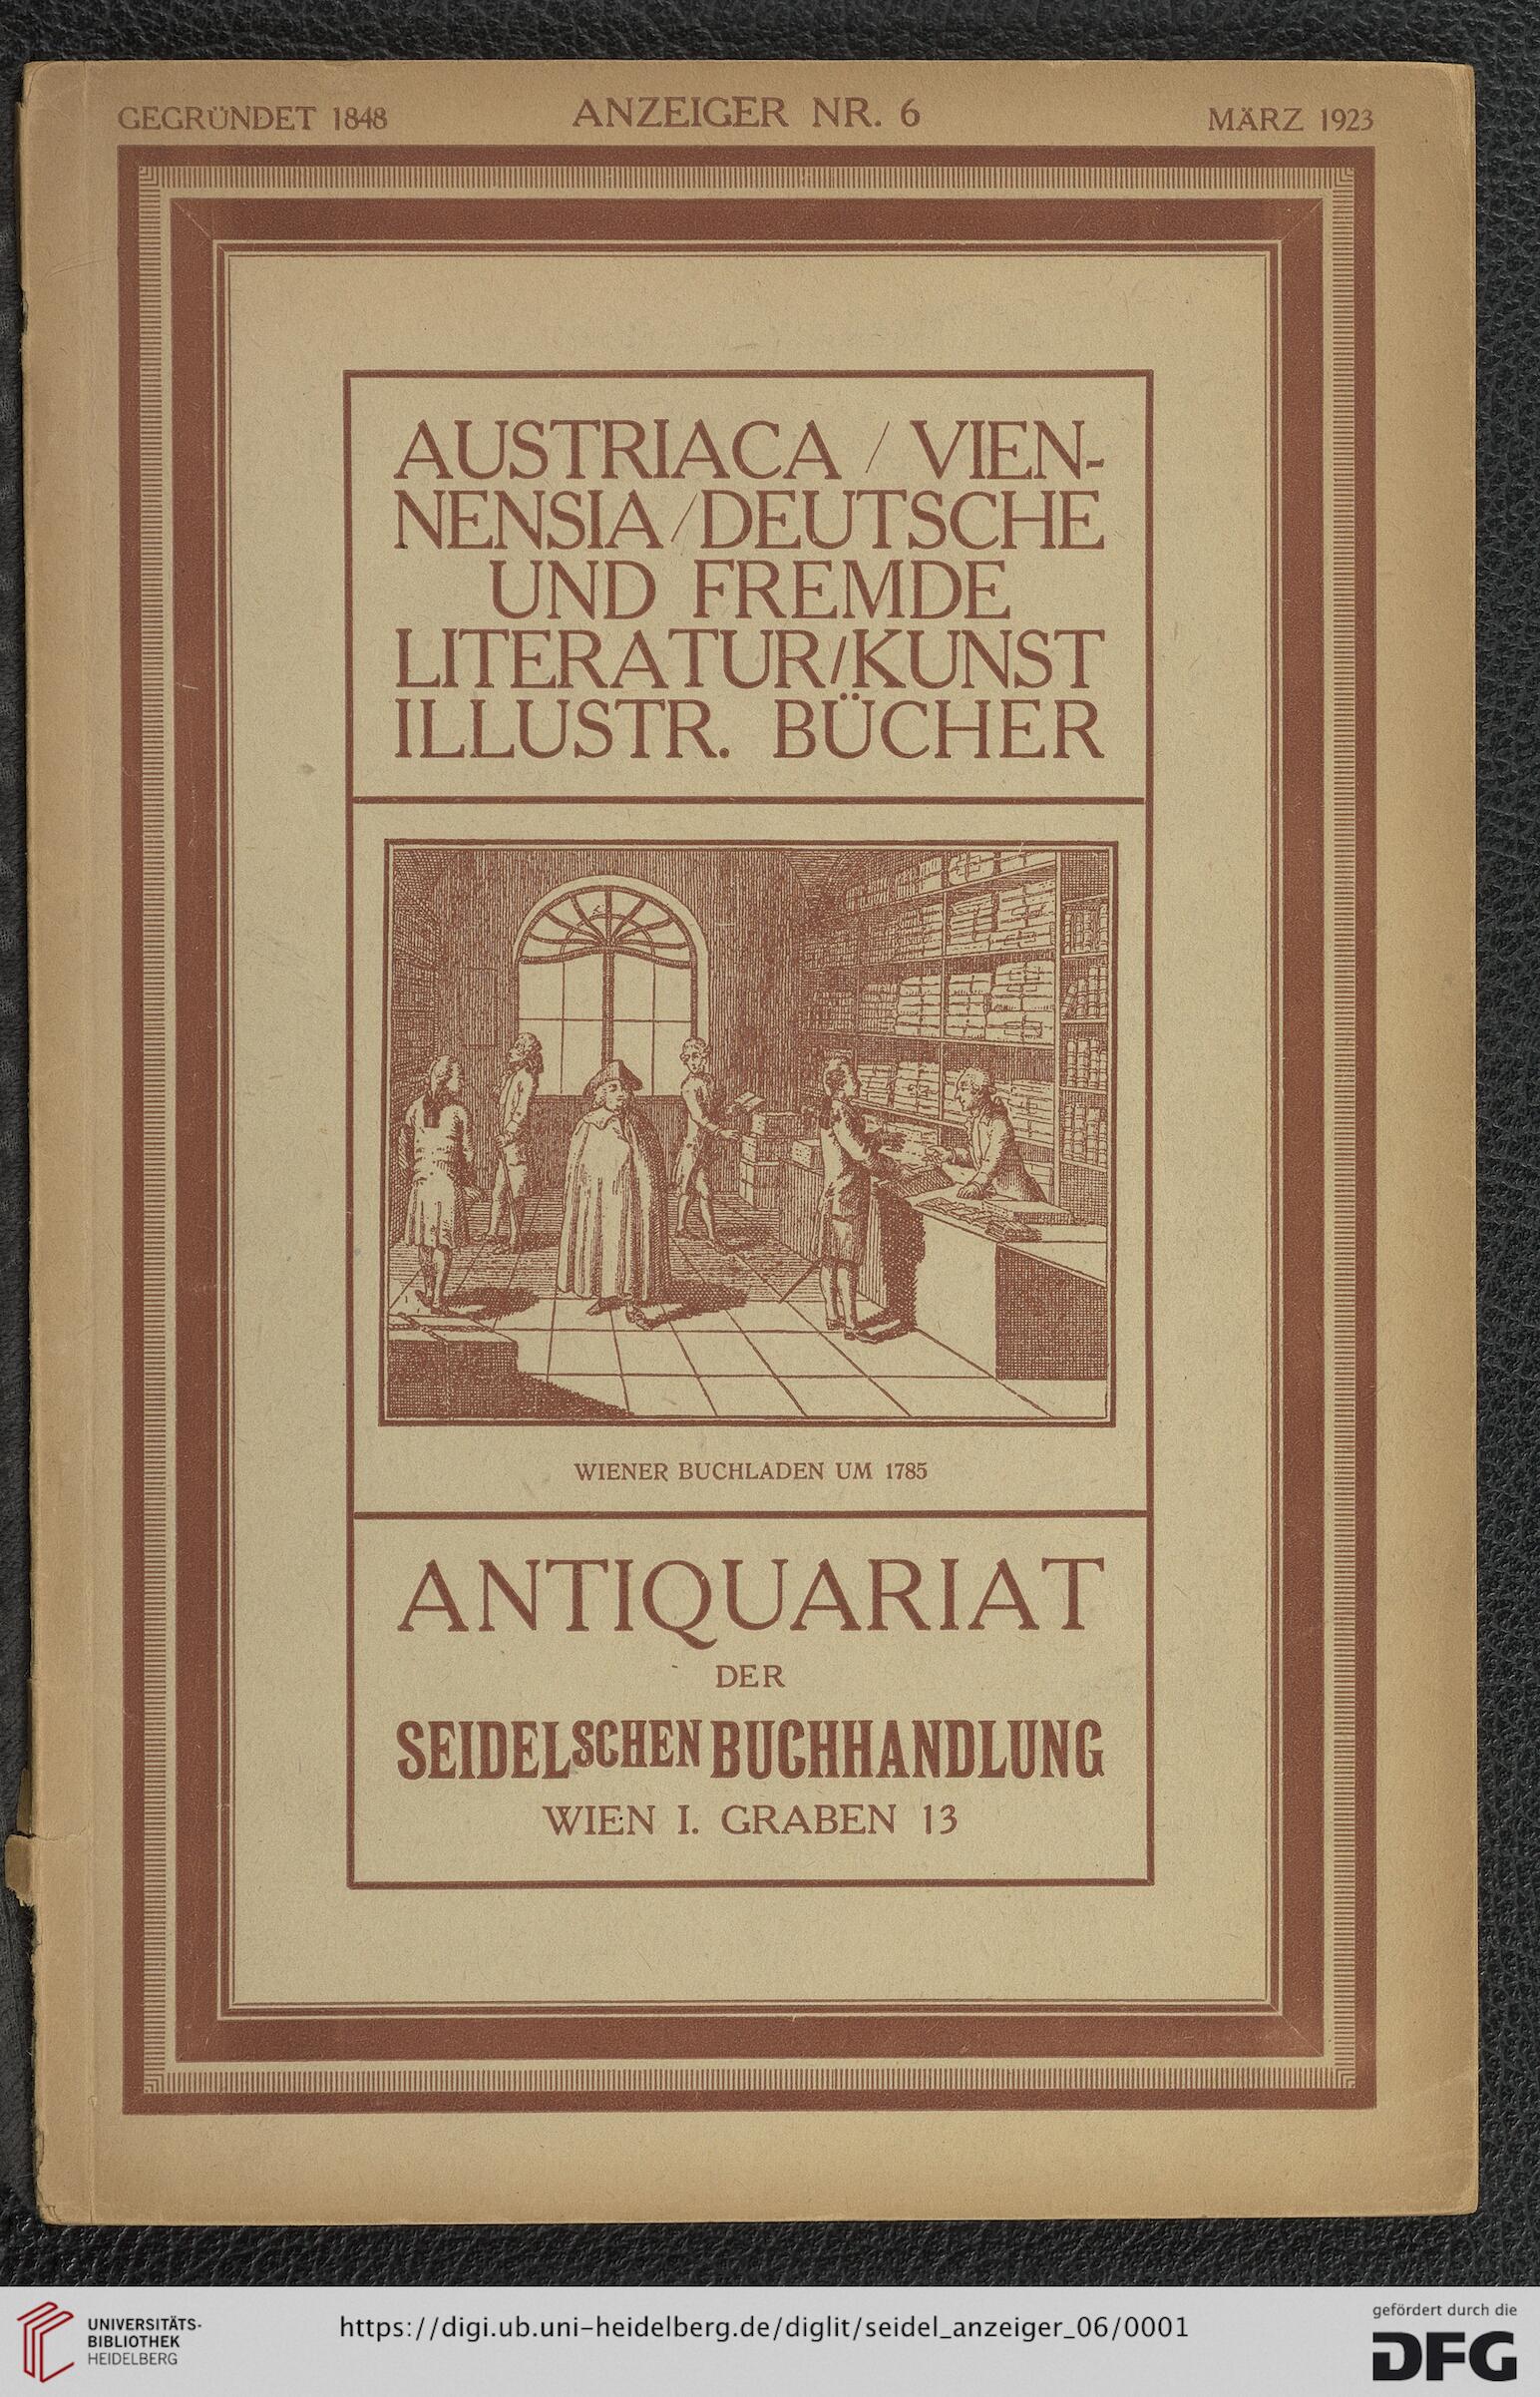 GEGRÜNDET 1848
ANZEIGER NR. 6
MÄRZ 1923
AUSTRIACA / VIEN-
NENSIA / DEUTSCHE
UND FREMDE
LITERATUR / KUNST
ILLUSTR. BÜCHER
WIENER BUCHLADEN UM 1785
ANTIQUARIAT
DER
SEIDELSCHEN BUCHHANDLUNG
WIEN I. GRABEN 13
UNIVERSITÄTS-
BIBLIOTHEK
HEIDELBERG
https://digi.ub.uni-heidelberg.de/diglit/seidel_anzeiger_06/0001
gefördert durch die
DFG